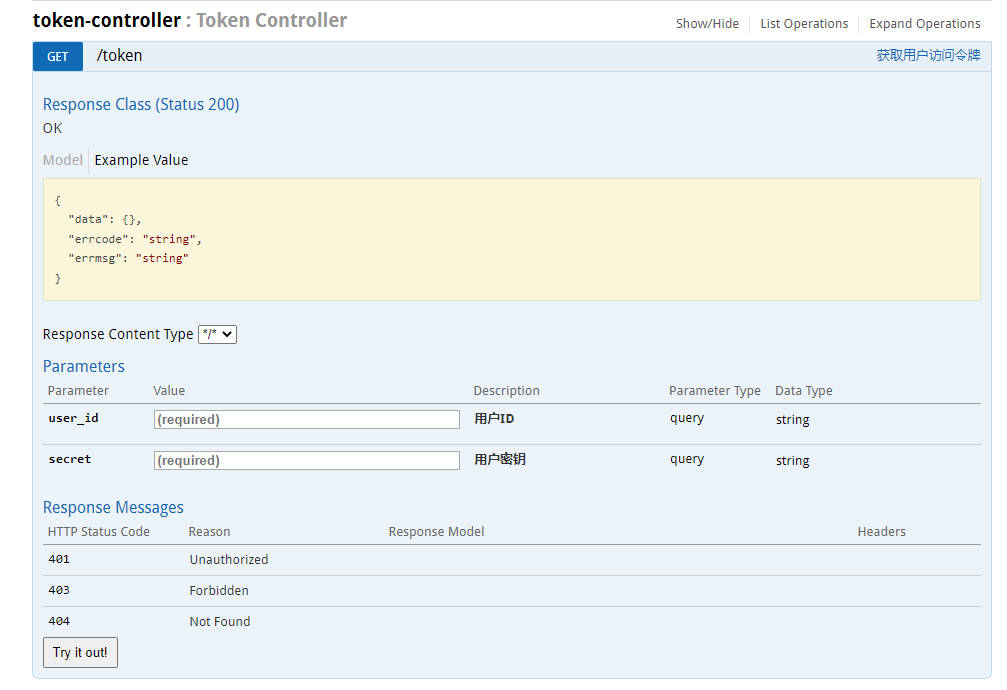 token-controller : Token Controller Show/Hide List Operations Expand Operations
GET /token 获取用户访问令牌
Response Class (Status 200)
OK
Model Example Value
{
"data": {},
"errcode": "string",
"errmsg": "string"
}
Response Content Type */*
Parameters
Parameter Value Description Parameter Type Data Type
user_id (required) 用户ID query string
secret (required) 用户密钥 query string
Response Messages
HTTP Status Code Reason Response Model Headers
401 Unauthorized
403 Forbidden
404 Not Found
Try it out!